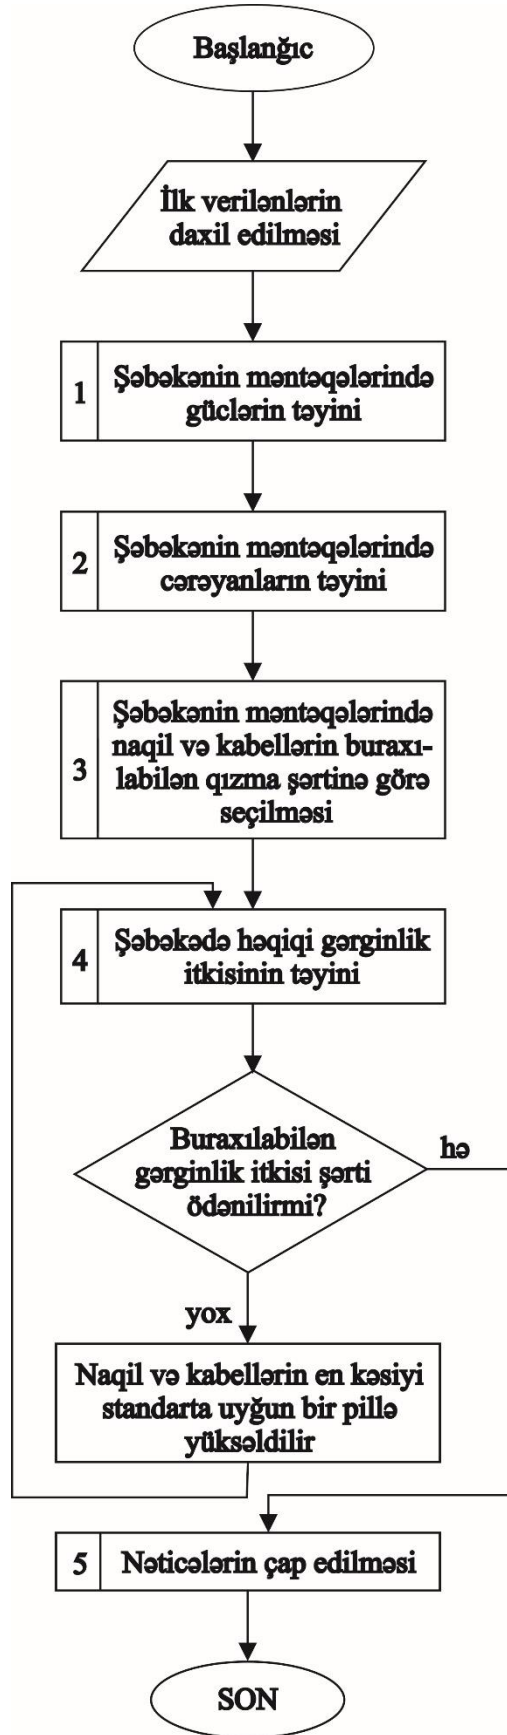 Başlanğıc
İlk verilənlərin
daxil edilməsi
1
Şəbəkənin məntəqələrində
güclərin təyini
2
Şəbəkənin məntəqələrində
cərəyanların təyini
3
Şəbəkənin məntəqələrində
naqil və kabellərin buraxı-
labilən qızma şərtinə görə
seçilməsi
4
Şəbəkədə həqiqi gərginlik
itkisinin təyini
Buraxılabilən
gərginlik itkisi şərti
ödənilirmi?
hə
yox
Naqil və kabellərin en kəsiyi
standarta uyğun bir pillə
yüksəldilir
5
Nəticələrin çap edilməsi
SON